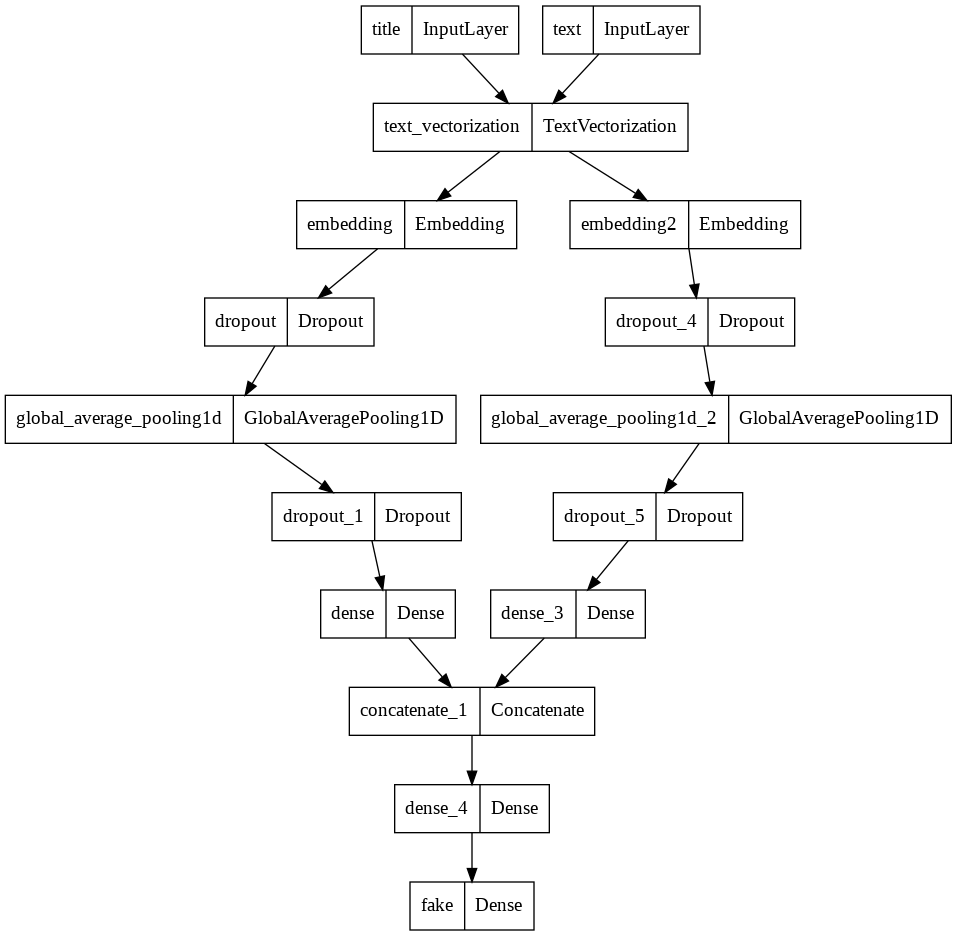 title InputLayer text InputLayer
text_vectorization TextVectorization
embedding Embedding embedding2 Embedding
dropout Dropout dropout_4 Dropout
global_average_pooling1d GlobalAveragePooling1D global_average_pooling1d_2 GlobalAveragePooling1D
dropout_1 Dropout dropout_5 Dropout
dense Dense dense_3 Dense
concatenate_1 Concatenate
dense_4 Dense
fake Dense